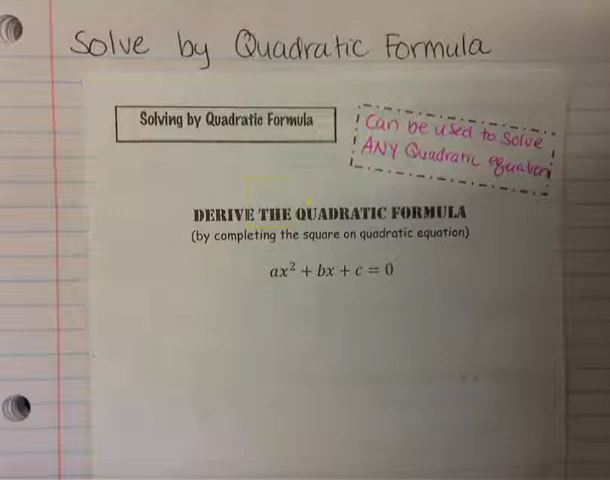 Solve by Quadratic Formula
Solving by Quadratic Formula
Can be used to solve
ANY Quadratic equation
DERIVE THE QUADRATIC FORMULA
(by completing the square on quadratic equation)
ax² + bx + c = 0